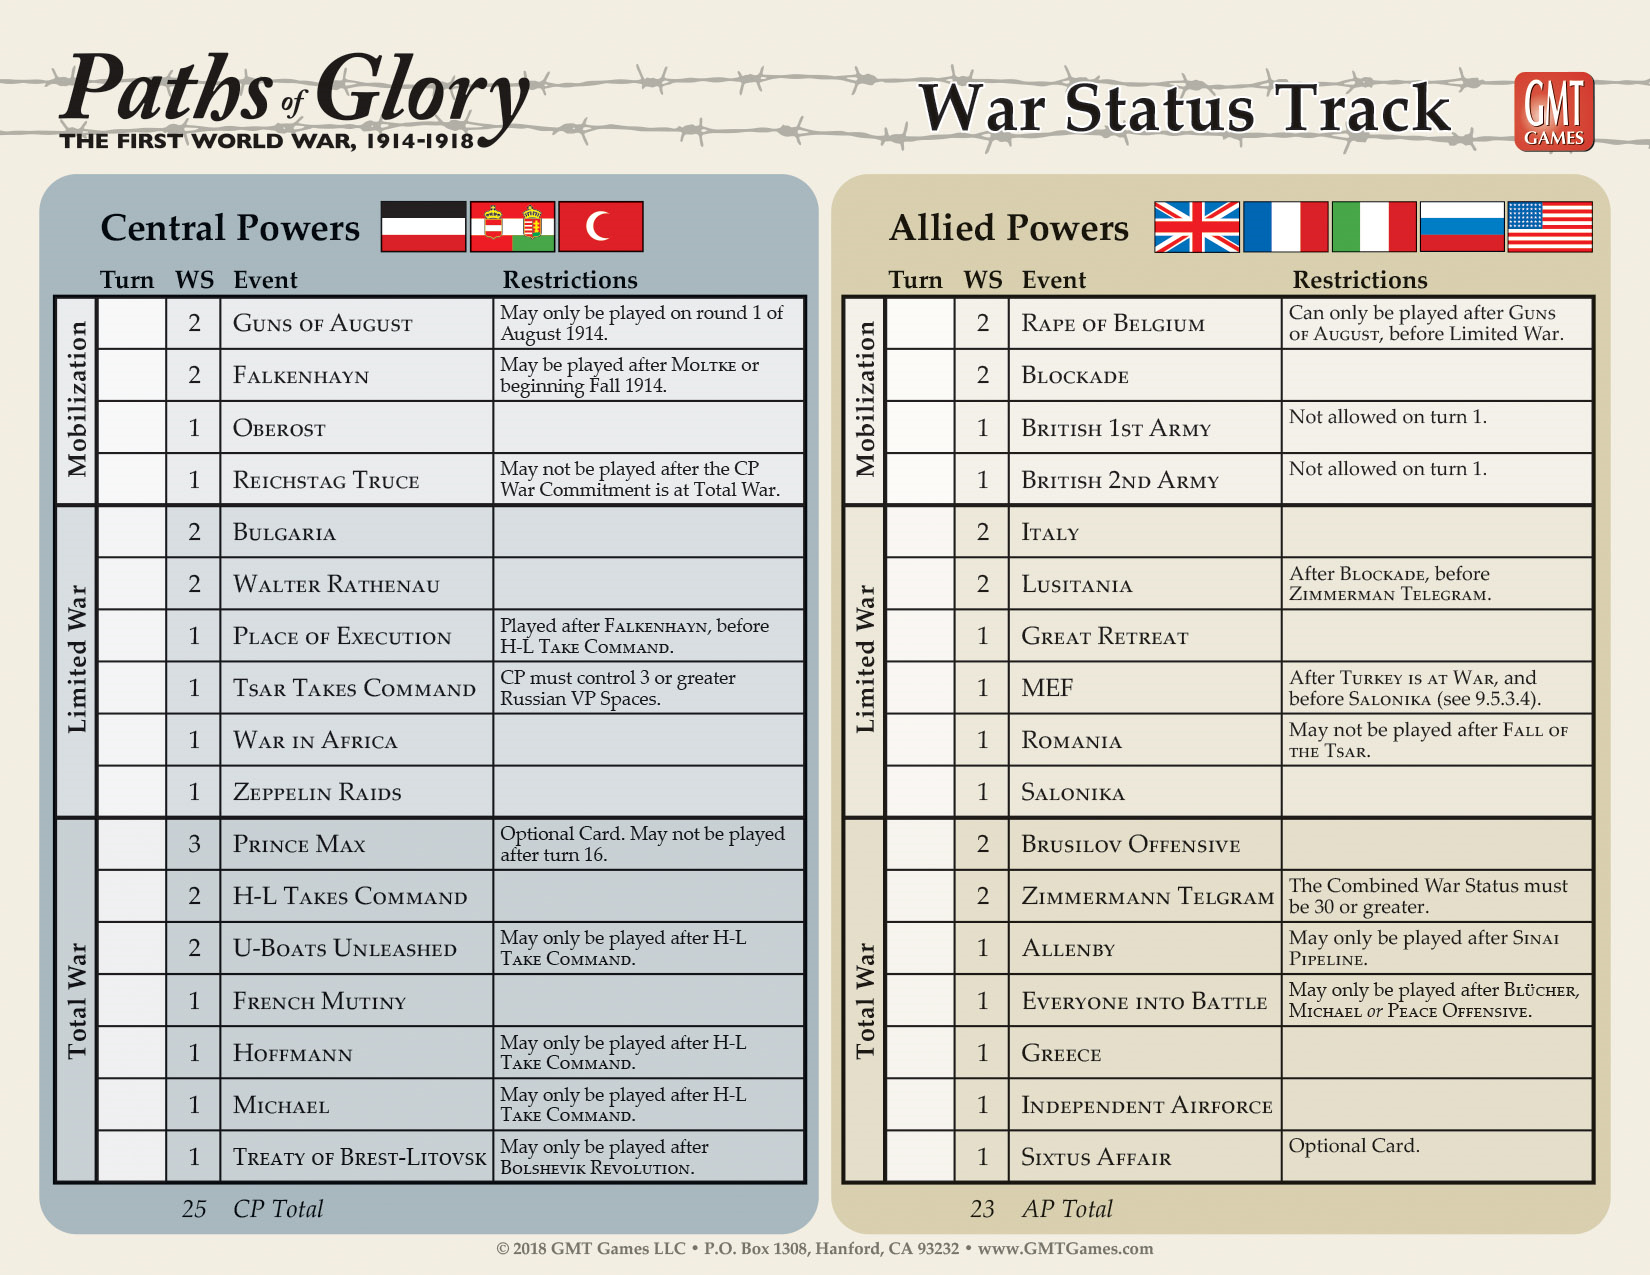 Paths of Glory
THE FIRST WORLD WAR, 1914-1918
War Status Track
GMT
GAMES
Central Powers
Turn WS Event Restrictions
Mobilization
2 Guns of August May only be played on round 1 of
August 1914.
2 Falkenhayn May be played after Moltke or
beginning Fall 1914.
1 Oberost
1 Reichstag Truce May not be played after the CP
War Commitment is at Total War.
Limited War
2 Bulgaria
2 Walter Rathenau
1 Place of Execution Played after Falkenhayn, before
H-L Take Command.
1 Tsar Takes Command CP must control 3 or greater
Russian VP Spaces.
1 War in Africa
1 Zeppelin Raids
Total War
3 Prince Max Optional Card. May not be played
after turn 16.
2 H-L Takes Command
2 U-Boats Unleashed May only be played after H-L
Take Command.
1 French Mutiny
1 Hoffmann May only be played after H-L
Take Command.
1 Michael May only be played after H-L
Take Command.
1 Treaty of Brest-Litovsk May only be played after
Bolshevik Revolution.
25 CP Total
Allied Powers
Turn WS Event Restrictions
Mobilization
2 Rape of Belgium Can only be played after Guns
of August, before Limited War.
2 Blockade
1 British 1st Army Not allowed on turn 1.
1 British 2nd Army Not allowed on turn 1.
Limited War
2 Italy
2 Lusitania After Blockade, before
Zimmerman Telegram.
1 Great Retreat
1 MEF After Turkey is at War, and
before Salonika (see 9.5.3.4).
1 Romania May not be played after Fall of
the Tsar.
1 Salonika
Total War
2 Brusilov Offensive
2 Zimmermann Telgram The Combined War Status must
be 30 or greater.
1 Allenby May only be played after Sinai
Pipeline.
1 Everyone into Battle May only be played after Blücher,
Michael or Peace Offensive.
1 Greece
1 Independent Airforce
1 Sixtus Affair Optional Card.
23 AP Total
© 2018 GMT Games LLC • P.O. Box 1308, Hanford, CA 93232 • www.GMTGames.com